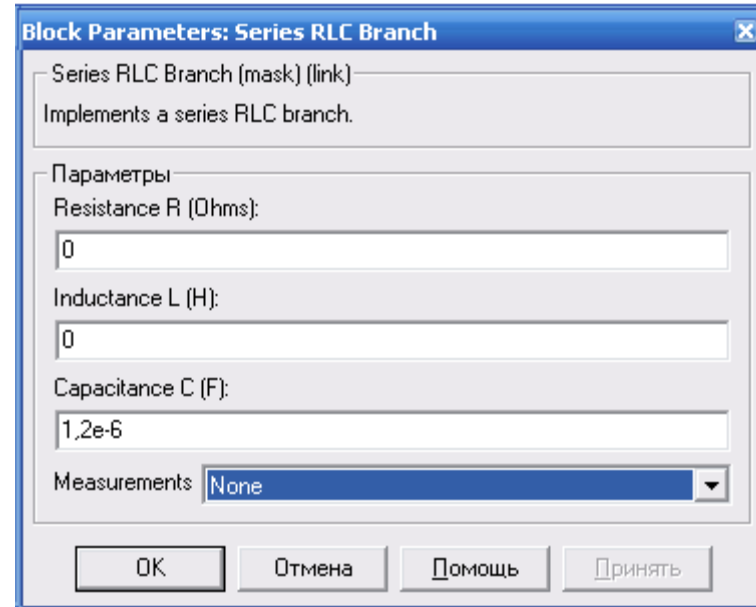 Block Parameters: Series RLC Branch
Series RLC Branch (mask) (link)
Implements a series RLC branch.
Параметры
Resistance R (Ohms):
0
Inductance L (H):
0
Capacitance C (F):
1,2e-6
Measurements None
OK Отмена Помощь Принять